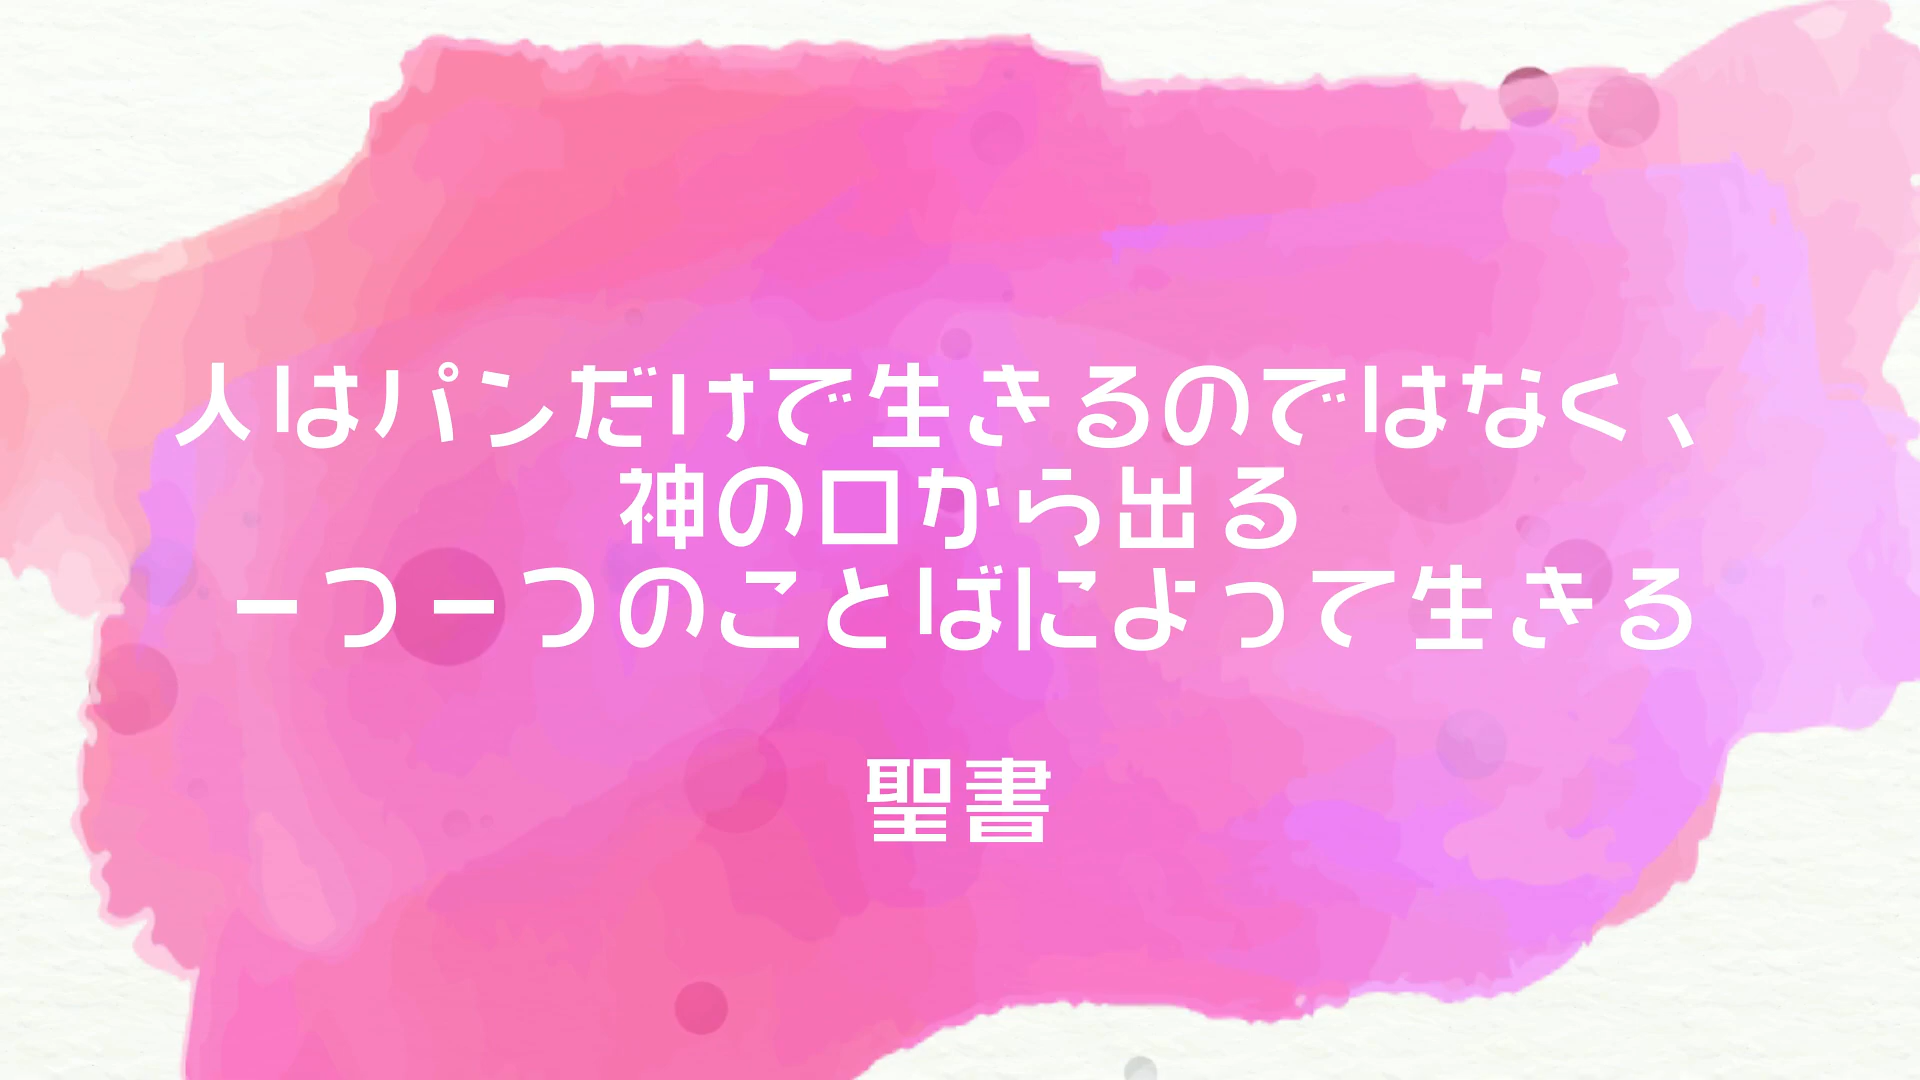 人はパンだけで生きるのではなく、
神の口から出る
一つ一つのことばによって生きる
聖書